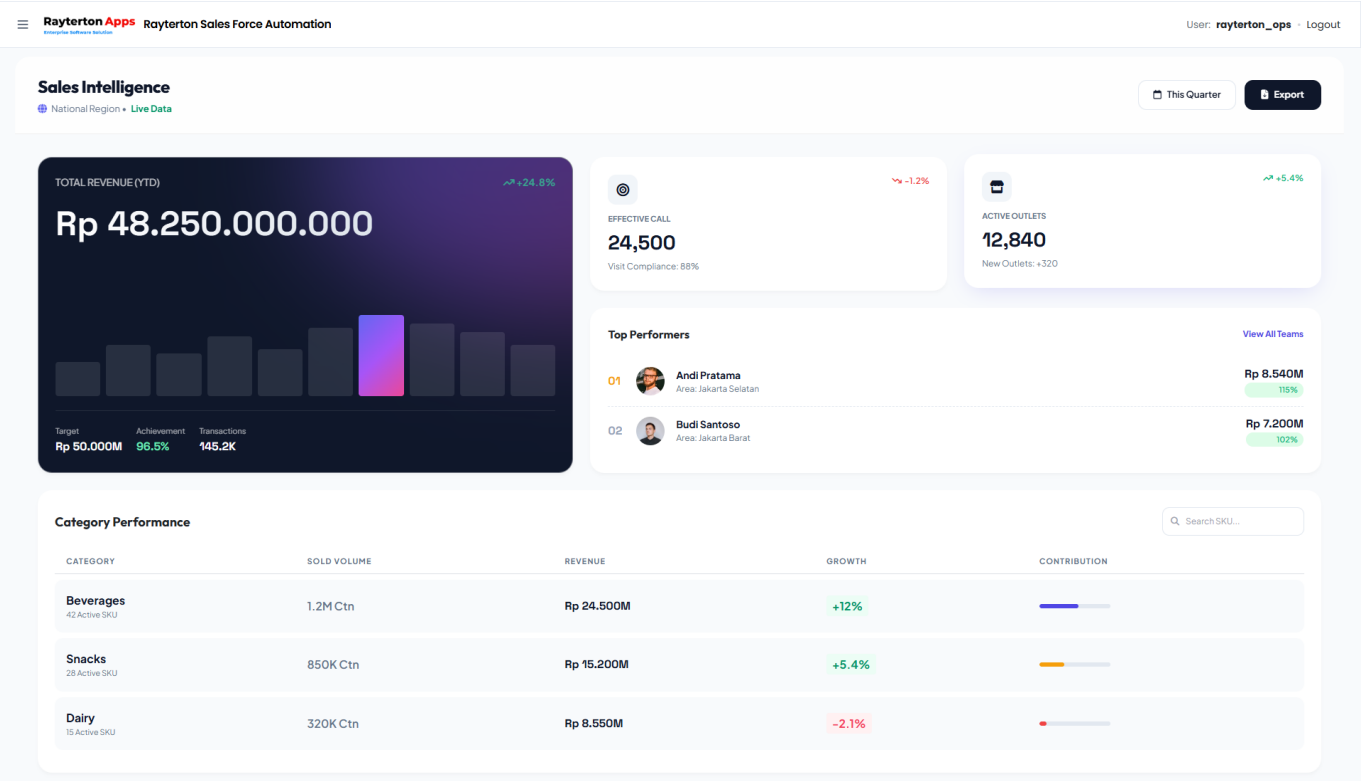 Rayterton Apps
Enterprise Software Solution
Rayterton Sales Force Automation
User: rayterton_ops • Logout
Sales Intelligence
National Region • Live Data
This Quarter
Export
TOTAL REVENUE (YTD)
+24.8%
Rp 48.250.000.000
Target
Rp 50.000M
Achievement
96.5%
Transactions
145.2K
-1.2%
EFFECTIVE CALL
24,500
Visit Compliance: 88%
+5.4%
ACTIVE OUTLETS
12,840
New Outlets: +320
Top Performers
View All Teams
01
Andi Pratama
Area: Jakarta Selatan
Rp 8.540M
115%
02
Budi Santoso
Area: Jakarta Barat
Rp 7.200M
102%
Category Performance
Search SKU...
CATEGORY SOLD VOLUME REVENUE GROWTH CONTRIBUTION
Beverages
42 Active SKU
1.2M Ctn
Rp 24.500M
+12%
Snacks
28 Active SKU
850K Ctn
Rp 15.200M
+5.4%
Dairy
15 Active SKU
320K Ctn
Rp 8.550M
-2.1%